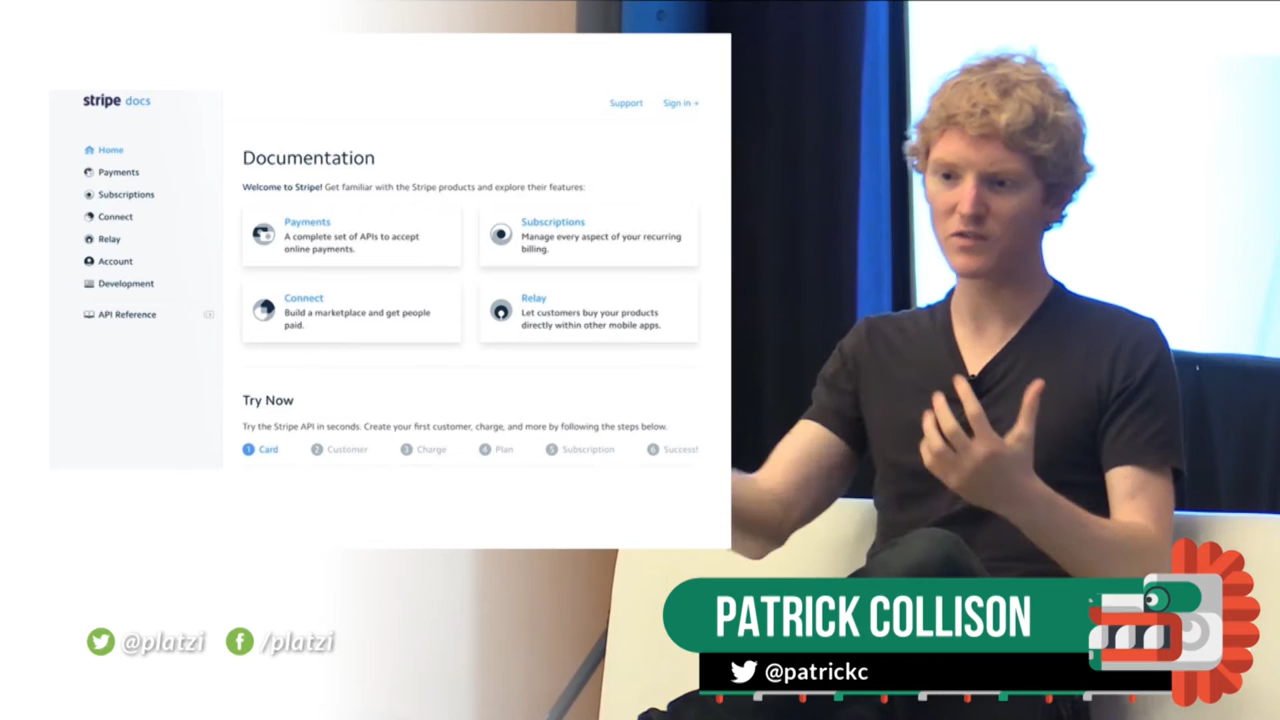 stripe docs
Support
Sign in +
Home
Payments
Subscriptions
Connect
Relay
Account
Development
API Reference
Documentation
Welcome to Stripe! Get familiar with the Stripe products and explore their features:
Payments
A complete set of APIs to accept
online payments.
Subscriptions
Manage every aspect of your recurring
billing.
Connect
Build a marketplace and get people
paid.
Relay
Let customers buy your products
directly within other mobile apps.
Try Now
Try the Stripe API in seconds. Create your first customer, charge, and more by following the steps below.
1 Card 2 Customer 3 Charge 4 Plan 5 Subscription 6 Success!
PATRICK COLLISON
@patrickc
@platzi /platzi